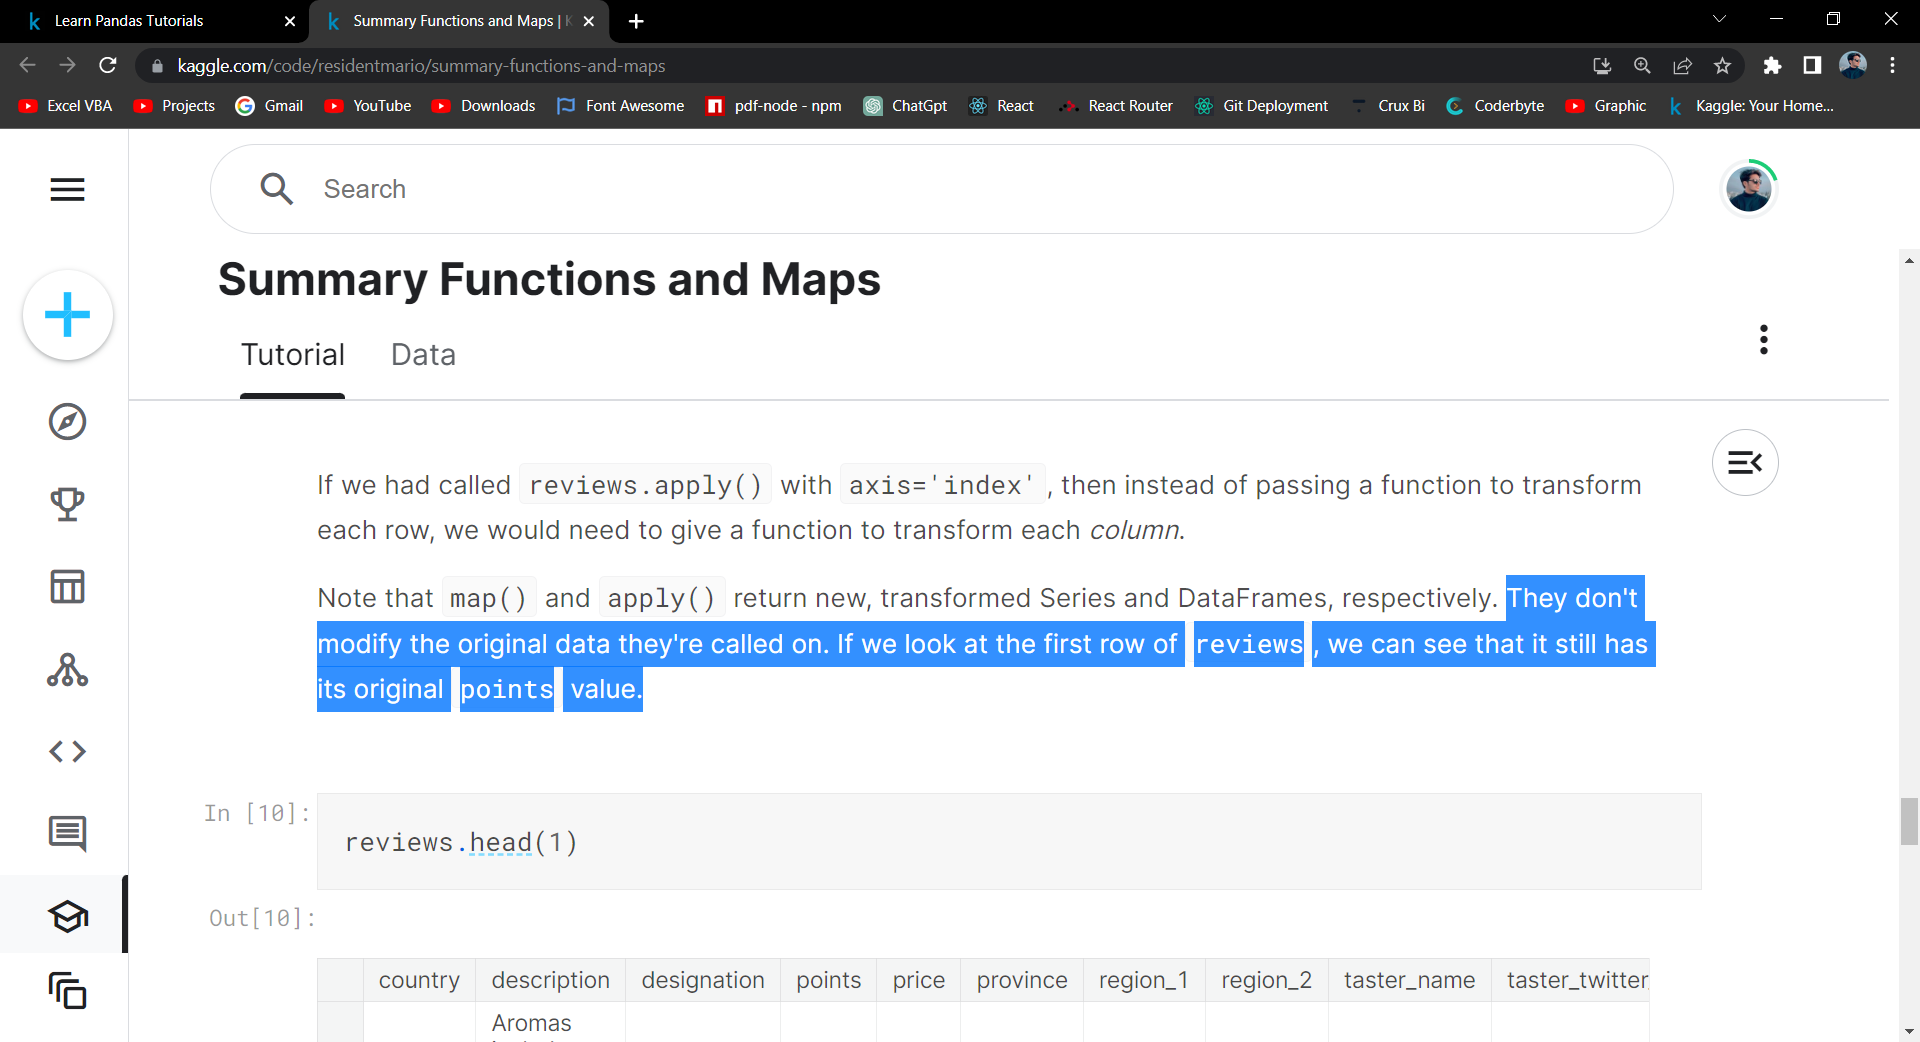 Learn Pandas Tutorials
Summary Functions and Maps | K
kaggle.com/code/residentmario/summary-functions-and-maps
Excel VBA
Projects
Gmail
YouTube
Downloads
Font Awesome
pdf-node - npm
ChatGpt
React
React Router
Git Deployment
Crux Bi
Coderbyte
Graphic
Kaggle: Your Home...
Search
Summary Functions and Maps
Tutorial
Data
If we had called reviews.apply() with axis='index', then instead of passing a function to transform
each row, we would need to give a function to transform each column.
Note that map() and apply() return new, transformed Series and DataFrames, respectively. They don't
modify the original data they're called on. If we look at the first row of reviews, we can see that it still has
its original points value.
In [10]:
reviews.head(1)
Out[10]:
country description designation points price province region_1 region_2 taster_name taster_twitter
Aromas